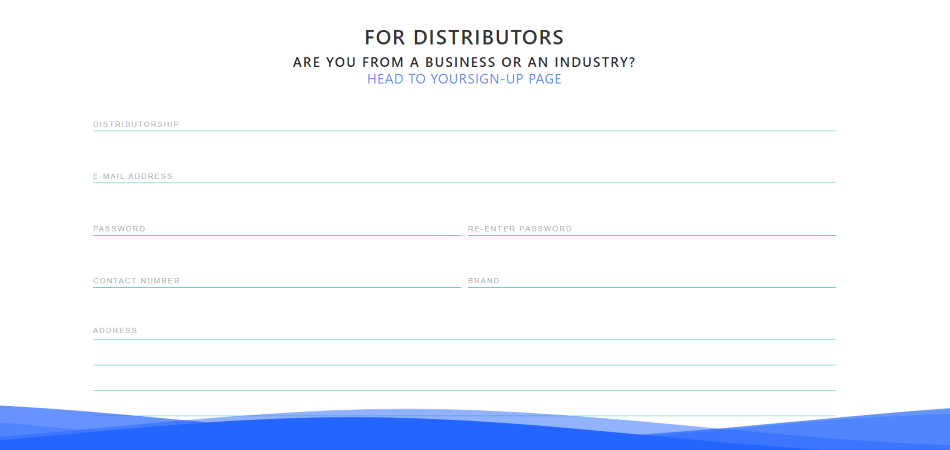 FOR DISTRIBUTORS
ARE YOU FROM A BUSINESS OR AN INDUSTRY?
HEAD TO YOURSIGN-UP PAGE
DISTRIBUTORSHIP
E-MAIL ADDRESS
PASSWORD
RE-ENTER PASSWORD
CONTACT NUMBER
BRAND
ADDRESS